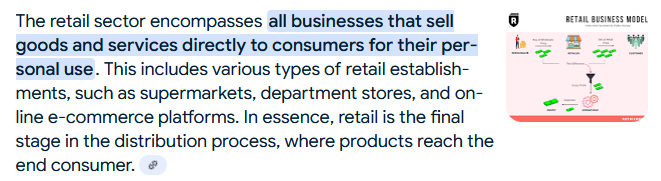 The retail sector encompasses all businesses that sell
goods and services directly to consumers for their per-
sonal use. This includes various types of retail establish-
ments, such as supermarkets, department stores, and on-
line e-commerce platforms. In essence, retail is the final
stage in the distribution process, where products reach the
end consumer.
RETAIL BUSINESS MODEL